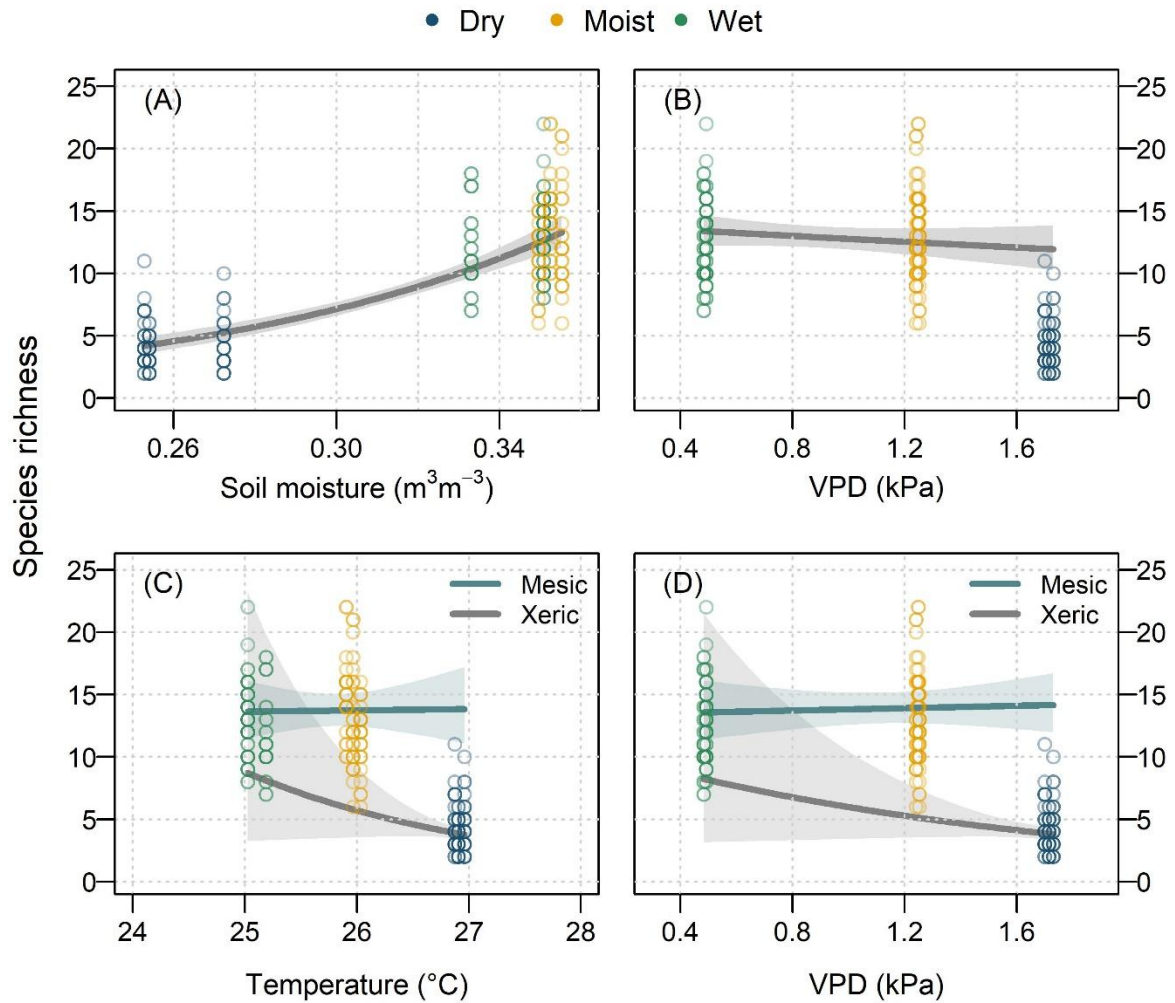 Dry Moist Wet
Species richness
(A)
25
20
15
10
5
0
0.26 0.30 0.34
Soil moisture (m³m⁻³)
(B)
25
20
15
10
5
0
0.4 0.8 1.2 1.6
VPD (kPa)
(C)
Mesic
Xeric
25
20
15
10
5
0
24 25 26 27 28
Temperature (°C)
(D)
Mesic
Xeric
25
20
15
10
5
0
0.4 0.8 1.2 1.6
VPD (kPa)